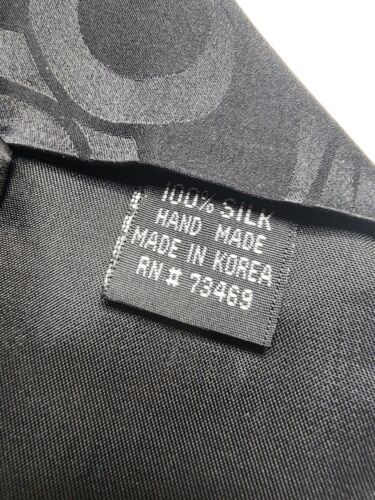 100% SILK
HAND MADE
MADE IN KOREA
RN # 73469